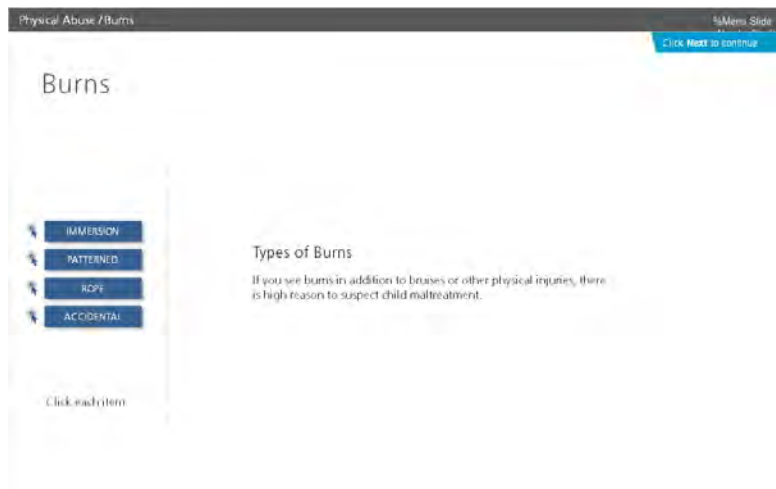 Physical Abuse / Burns
%Menu Slide
Click Next to continue
Burns
IMMERSION
PATTERNED
ROPE
ACCIDENTAL
Types of Burns
If you see burns in addition to bruises or other physical injuries, there
is high reason to suspect child maltreatment.
Click each item